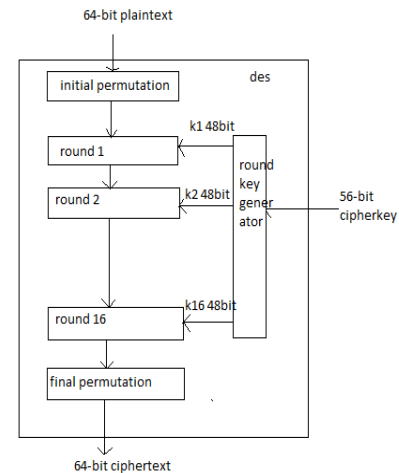 64-bit plaintext
des
initial permutation
k1 48bit
round 1
round
key
gener
ator
k2 48bit
round 2
56-bit
cipherkey
k16 48bit
round 16
final permutation
64-bit ciphertext